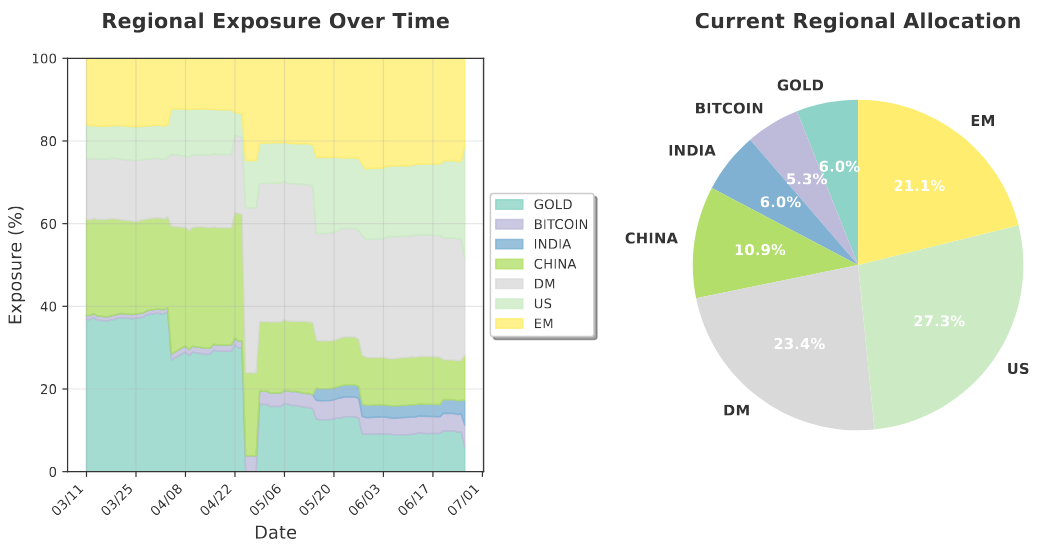 Regional Exposure Over Time
Current Regional Allocation
100
80
60
40
20
0
Exposure (%)
03/11
03/25
04/08
04/22
05/06
05/20
06/03
06/17
07/01
Date
GOLD
BITCOIN
INDIA
CHINA
DM
US
EM
GOLD
BITCOIN
INDIA
CHINA
DM
US
EM
6.0%
5.3%
6.0%
10.9%
23.4%
27.3%
21.1%